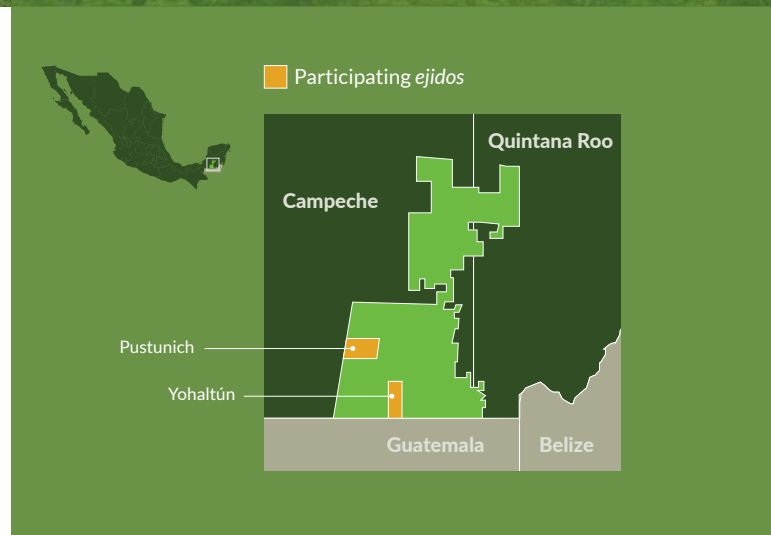 Participating ejidos
Quintana Roo
Campeche
Pustunich
Yohaltún
Guatemala
Belize